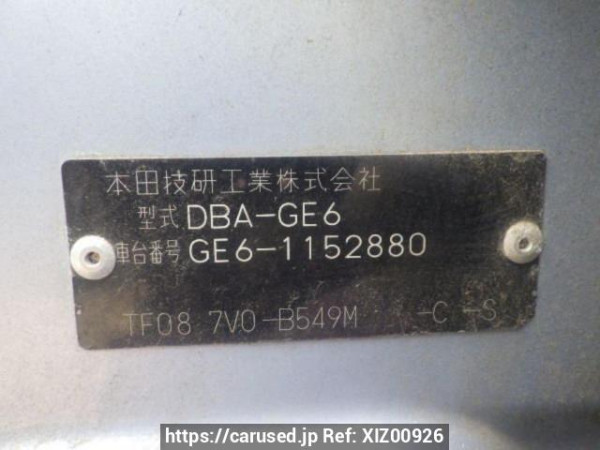 本田技研工業株式会社
型式 DBA-GE6
車台番号 GE6-1152880
TF08 7V0-B549M -C -S
https://carused.jp Ref: XIZ00926